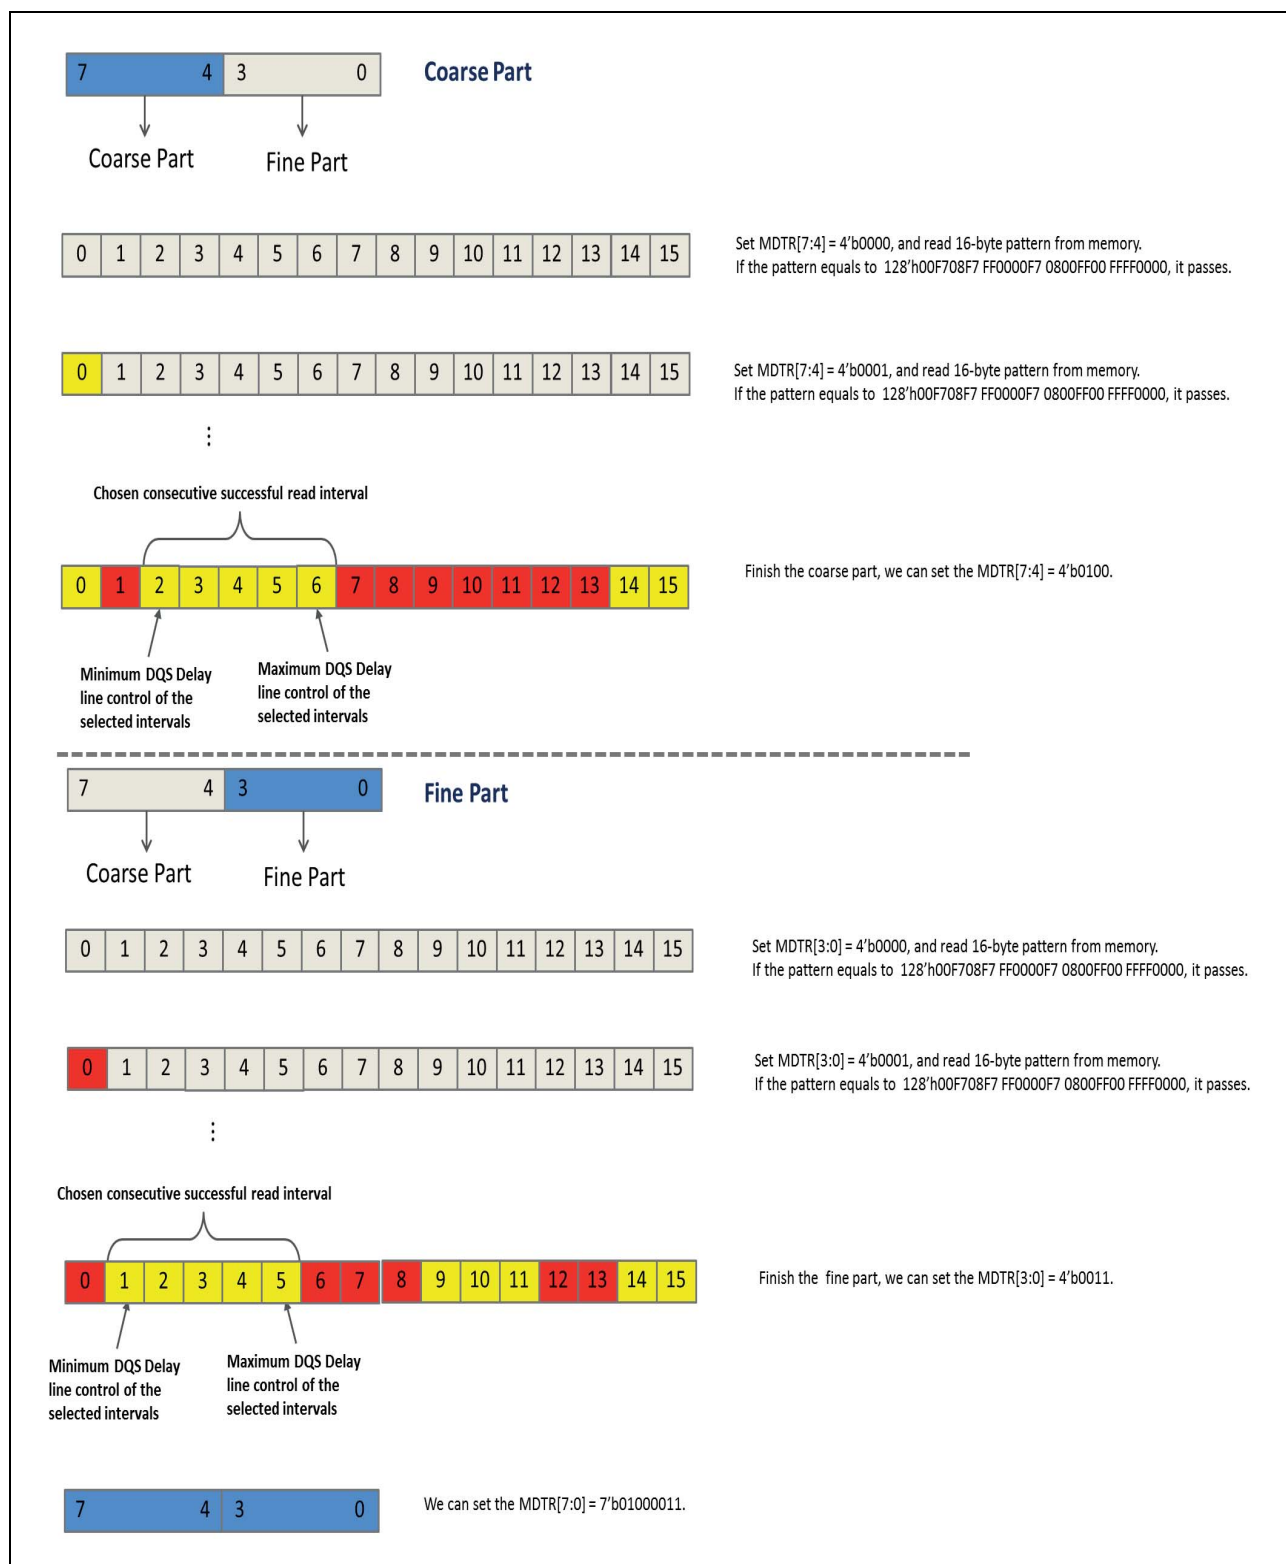 7 4 3 0 Coarse Part
Coarse Part Fine Part
0 1 2 3 4 5 6 7 8 9 10 11 12 13 14 15
Set MDTR[7:4] = 4'b0000, and read 16-byte pattern from memory.
If the pattern equals to 128'h00F708F7 FF0000F7 0800FF00 FFFF0000, it passes.
0 1 2 3 4 5 6 7 8 9 10 11 12 13 14 15
Set MDTR[7:4] = 4'b0001, and read 16-byte pattern from memory.
If the pattern equals to 128'h00F708F7 FF0000F7 0800FF00 FFFF0000, it passes.
⋮
Chosen consecutive successful read interval
0 1 2 3 4 5 6 7 8 9 10 11 12 13 14 15
Finish the coarse part, we can set the MDTR[7:4] = 4'b0100.
Minimum DQS Delay
line control of the
selected intervals
Maximum DQS Delay
line control of the
selected intervals
7 4 3 0 Fine Part
Coarse Part Fine Part
0 1 2 3 4 5 6 7 8 9 10 11 12 13 14 15
Set MDTR[3:0] = 4'b0000, and read 16-byte pattern from memory.
If the pattern equals to 128'h00F708F7 FF0000F7 0800FF00 FFFF0000, it passes.
0 1 2 3 4 5 6 7 8 9 10 11 12 13 14 15
Set MDTR[3:0] = 4'b0001, and read 16-byte pattern from memory.
If the pattern equals to 128'h00F708F7 FF0000F7 0800FF00 FFFF0000, it passes.
⋮
Chosen consecutive successful read interval
0 1 2 3 4 5 6 7 8 9 10 11 12 13 14 15
Finish the fine part, we can set the MDTR[3:0] = 4'b0011.
Minimum DQS Delay
line control of the
selected intervals
Maximum DQS Delay
line control of the
selected intervals
7 4 3 0
We can set the MDTR[7:0] = 7'b01000011.